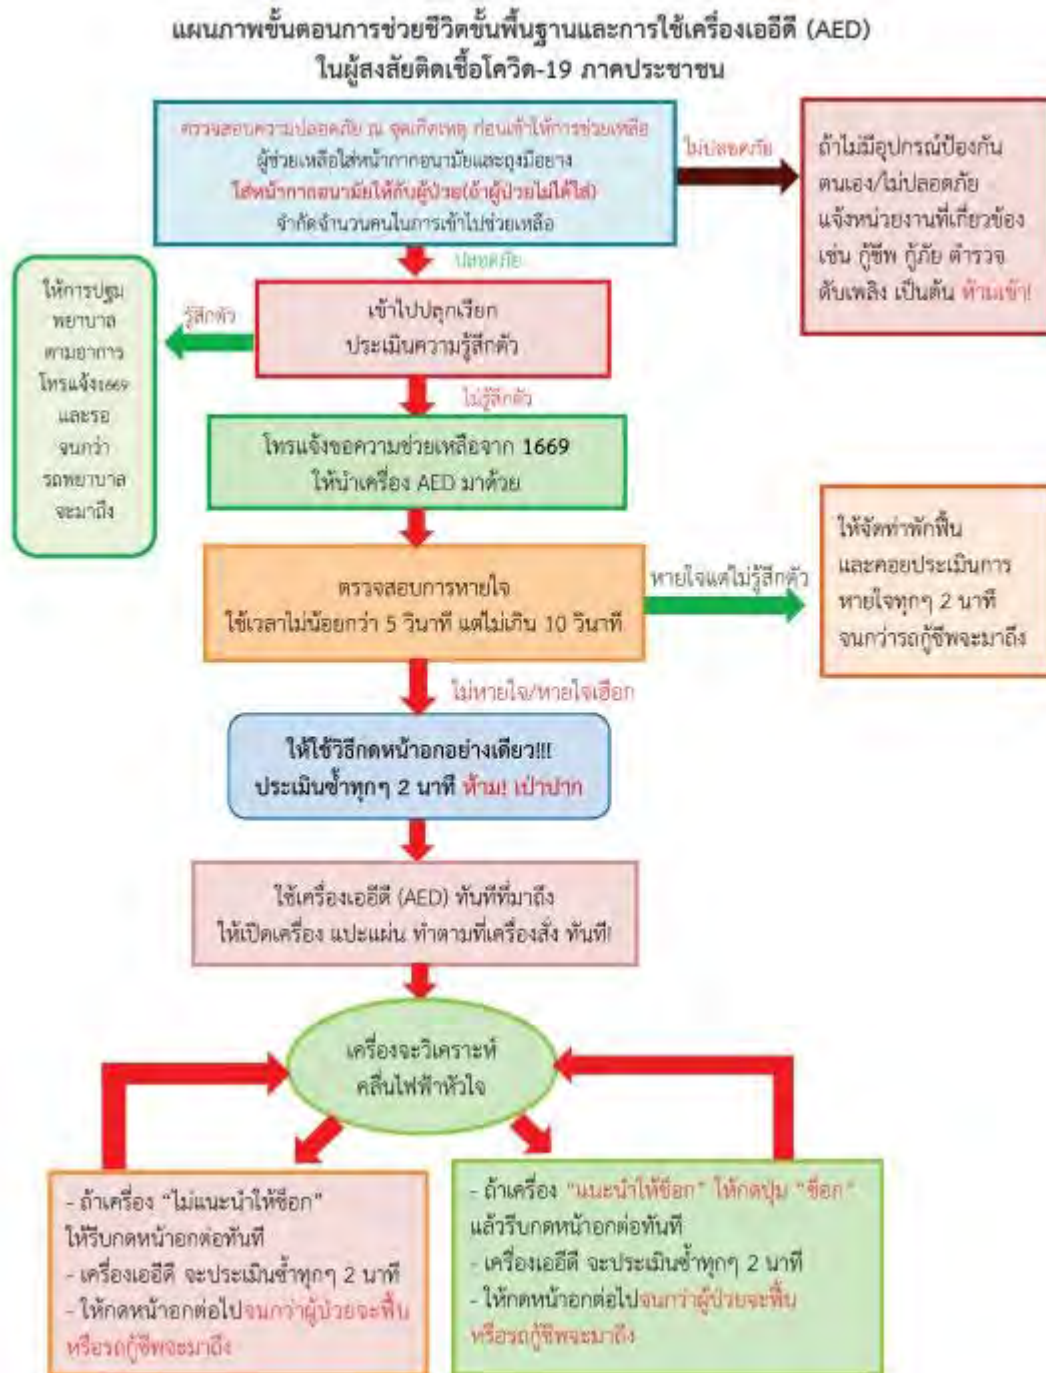 แผนภาพขั้นตอนการช่วยชีวิตขั้นพื้นฐานและการใช้เครื่องเออีดี (AED)
ในผู้สงสัยติดเชื้อโควิด-19 ภาคประชาชน
ตรวจสอบความปลอดภัย ณ จุดเกิดเหตุ ก่อนเข้าให้การช่วยเหลือ
ผู้ช่วยเหลือใส่หน้ากากอนามัยและถุงมือยาง
ใส่หน้ากากอนามัยให้กับผู้ป่วย(ถ้าผู้ป่วยไม่ได้ใส่)
จำกัดจำนวนคนในการเข้าไปช่วยเหลือ
ไม่ปลอดภัย
ถ้าไม่มีอุปกรณ์ป้องกัน
ตนเอง/ไม่ปลอดภัย
แจ้งหน่วยงานที่เกี่ยวข้อง
เช่น กู้ชีพ กู้ภัย ตำรวจ
ดับเพลิง เป็นต้น ห้ามเข้า!
ปลอดภัย
เข้าไปปลุกเรียก
ประเมินความรู้สึกตัว
รู้สึกตัว
ให้การปฐม
พยาบาล
ตามอาการ
โทรแจ้ง1669
และรอ
จนกว่า
รถพยาบาล
จะมาถึง
ไม่รู้สึกตัว
โทรแจ้งขอความช่วยเหลือจาก 1669
ให้นำเครื่อง AED มาด้วย
ตรวจสอบการหายใจ
ใช้เวลาไม่น้อยกว่า 5 วินาที แต่ไม่เกิน 10 วินาที
หายใจแต่ไม่รู้สึกตัว
ให้จัดท่าพักฟื้น
และคอยประเมินการ
หายใจทุกๆ 2 นาที
จนกว่ารถกู้ชีพจะมาถึง
ไม่หายใจ/หายใจเฮือก
ให้ใช้วิธีกดหน้าอกอย่างเดียว!!!
ประเมินซ้ำทุกๆ 2 นาที ห้าม! เป่าปาก
ใช้เครื่องเออีดี (AED) ทันทีที่มาถึง
ให้เปิดเครื่อง แปะแผ่น ทำตามที่เครื่องสั่ง ทันที!
เครื่องจะวิเคราะห์
คลื่นไฟฟ้าหัวใจ
- ถ้าเครื่อง “ไม่แนะนำให้ช็อก”
ให้รีบกดหน้าอกต่อทันที
- เครื่องเออีดี จะประเมินซ้ำทุกๆ 2 นาที
- ให้กดหน้าอกต่อไปจนกว่าผู้ป่วยจะฟื้น
หรือรถกู้ชีพจะมาถึง
- ถ้าเครื่อง “แนะนำให้ช็อก” ให้กดปุ่ม “ช็อก”
แล้วรีบกดหน้าอกต่อทันที
- เครื่องเออีดี จะประเมินซ้ำทุกๆ 2 นาที
- ให้กดหน้าอกต่อไปจนกว่าผู้ป่วยจะฟื้น
หรือรถกู้ชีพจะมาถึง